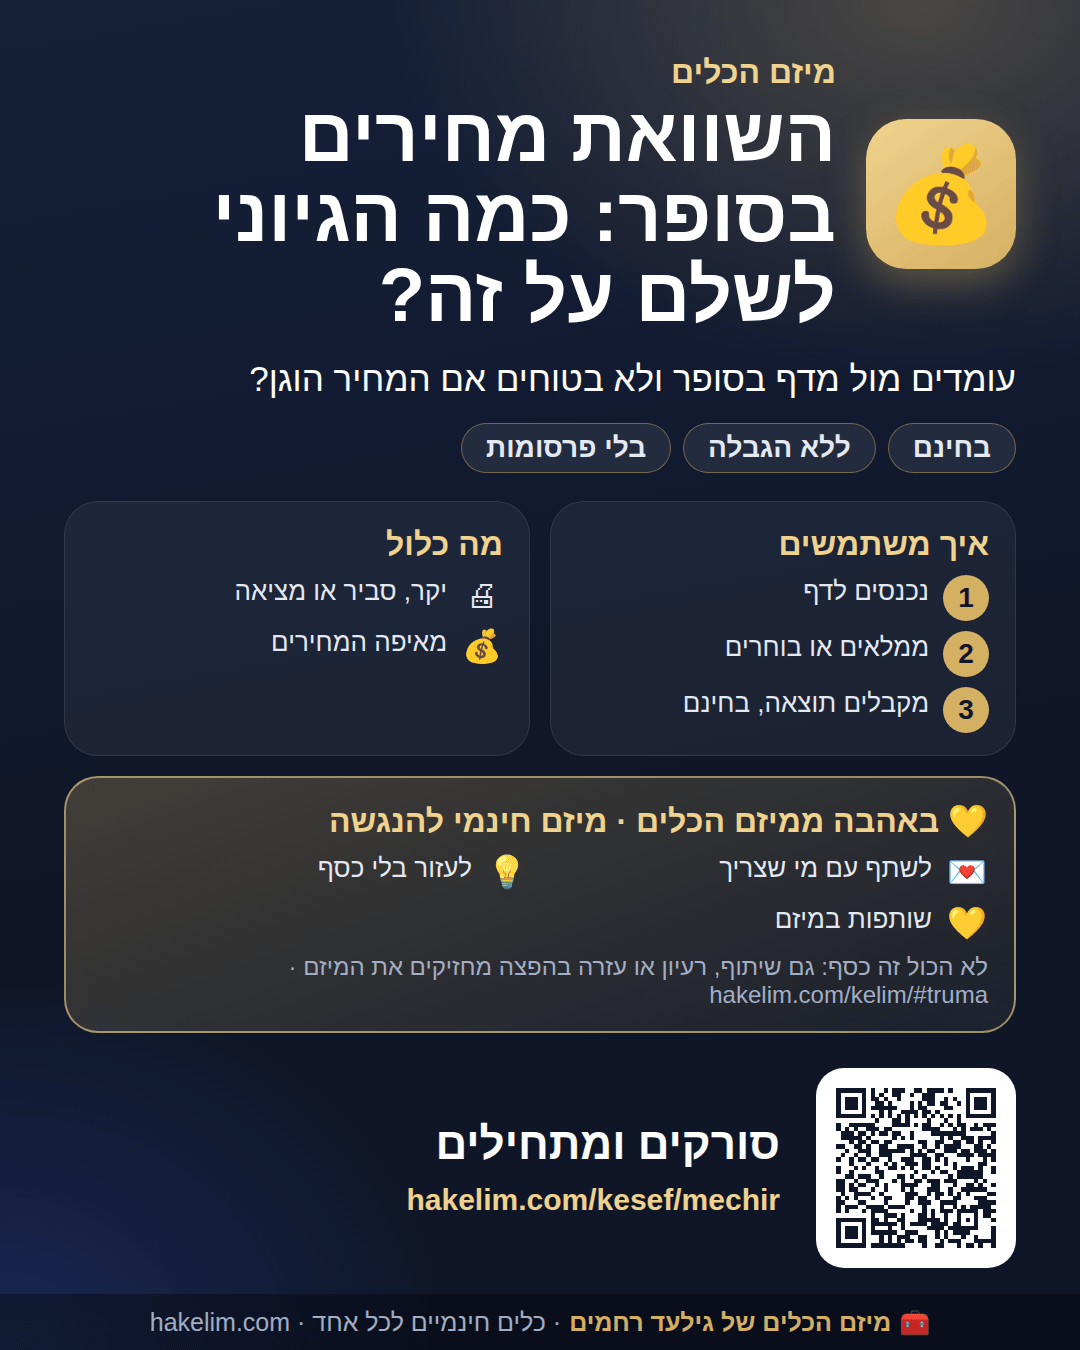 מיזם הכלים
השוואת מחירים
בסופר: כמה הגיוני
לשלם על זה?
עומדים מול מדף בסופר ולא בטוחים אם המחיר הוגן?
בחינם
ללא הגבלה
בלי פרסומות
איך משתמשים
1 נכנסים לדף
2 ממלאים או בוחרים
3 מקבלים תוצאה, בחינם
מה כלול
יקר, סביר או מציאה
מאיפה המחירים
באהבה ממיזם הכלים · מיזם חינמי להנגשה
לשתף עם מי שצריך
לעזור בלי כסף
שותפות במיזם
לא הכול זה כסף: גם שיתוף, רעיון או עזרה בהפצה מחזיקים את המיזם ·
hakelim.com/kelim/#truma
סורקים ומתחילים
hakelim.com/kesef/mechir
מיזם הכלים של גילעד רחמים · כלים חינמיים לכל אחד · hakelim.com